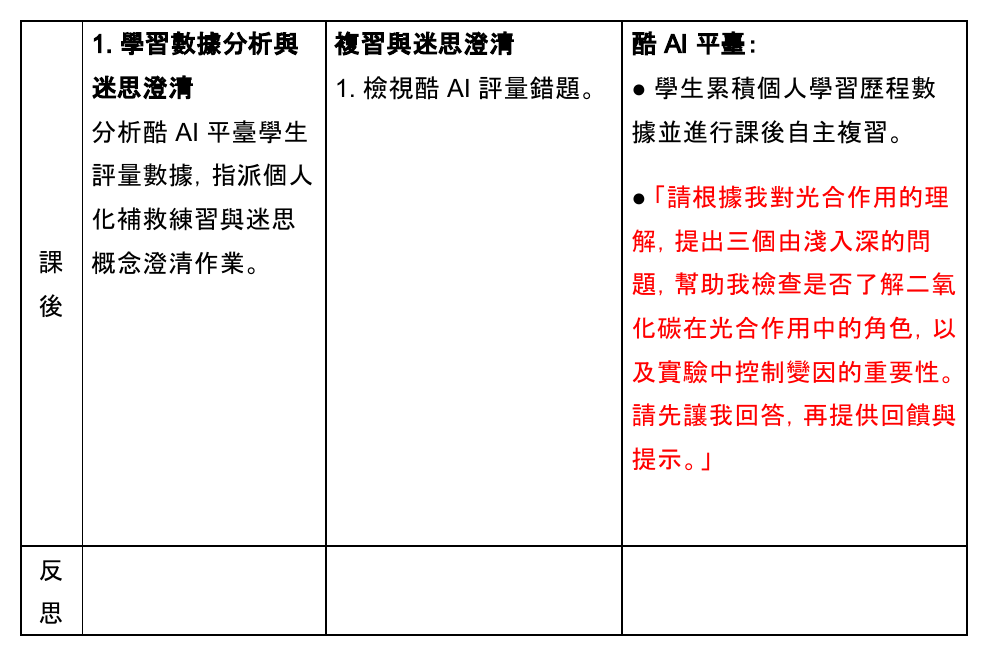 課
後
1. 學習數據分析與
迷思澄清
分析酷 AI 平臺學生
評量數據, 指派個人
化補救練習與迷思
概念澄清作業。
複習與迷思澄清
1. 檢視酷 AI 評量錯題。
酷 AI 平臺:
● 學生累積個人學習歷程數
據並進行課後自主複習。
●「請根據我對光合作用的理
解, 提出三個由淺入深的問
題, 幫助我檢查是否了解二氧
化碳在光合作用中的角色, 以
及實驗中控制變因的重要性。
請先讓我回答, 再提供回饋與
提示。」
反
思